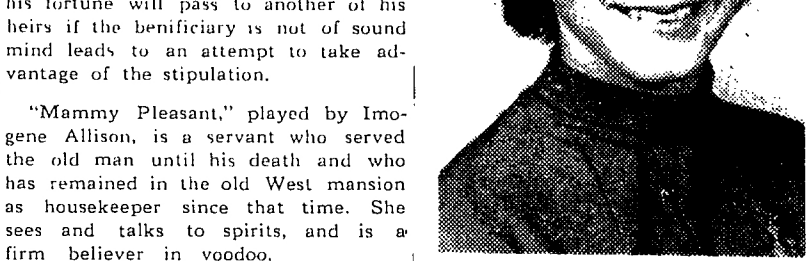 his fortune will pass to another of his
heirs if the benificiary is not of sound
mind leads to an attempt to take ad-
vantage of the stipulation.
"Mammy Pleasant," played by Imo-
gene Allison, is a servant who served
the old man until his death and who
has remained in the old West mansion
as housekeeper since that time. She
sees and talks to spirits, and is a
firm believer in voodoo.